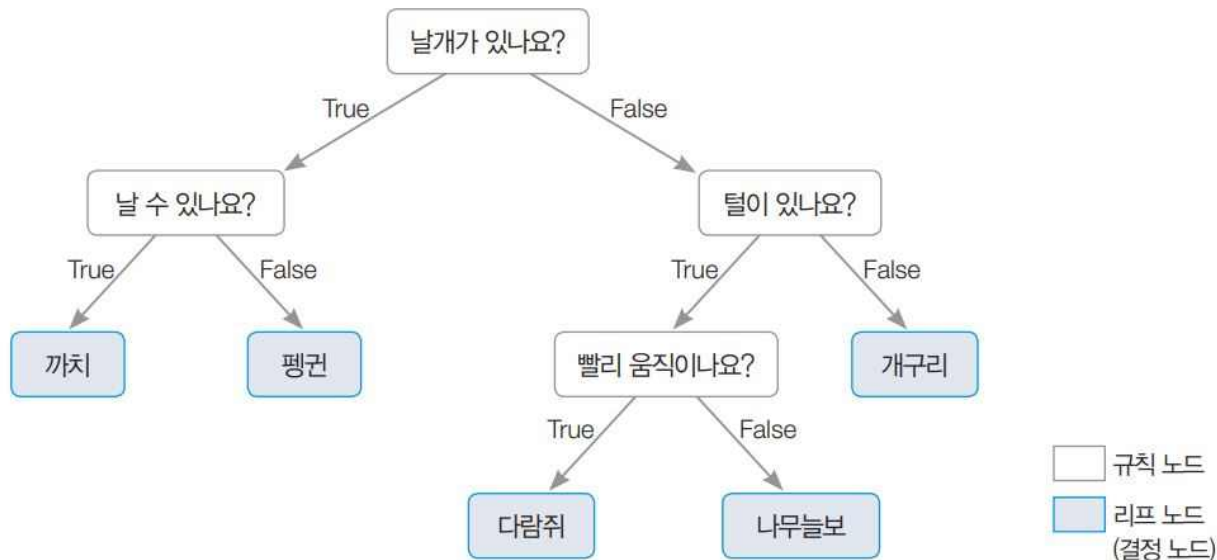 날개가 있나요?
True
False
날 수 있나요?
털이 있나요?
True
False
True
False
까치
펭귄
빨리 움직이나요?
개구리
True
False
다람쥐
나무늘보
규칙 노드
리프 노드
(결정 노드)